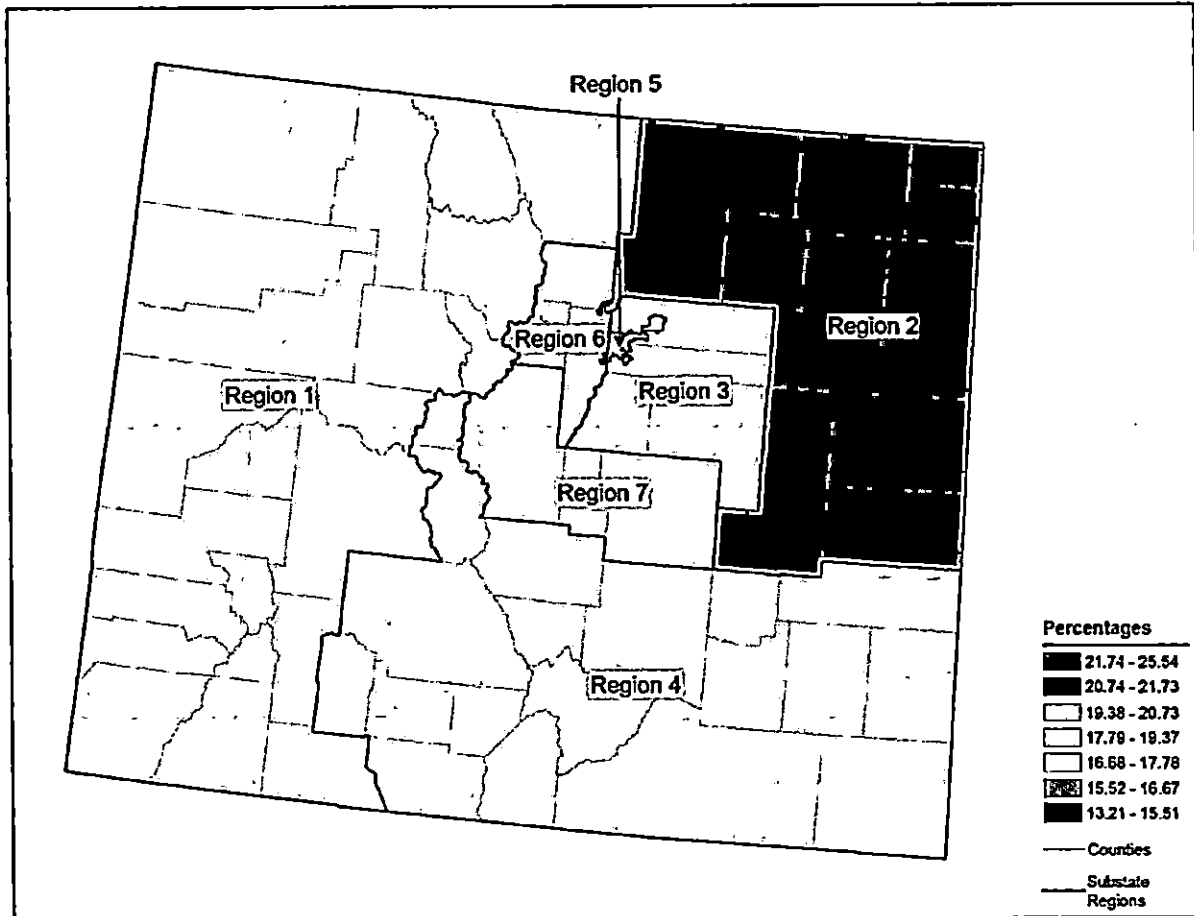 Region 5
Region 2
Region 6
Region 1
Region 3
Region 7
Region 4
Percentages
21.74 - 25.54
20.74 - 21.73
19.38 - 20.73
17.79 - 19.37
16.68 - 17.78
15.52 - 16.67
13.21 - 15.51
Counties
Substate
Regions